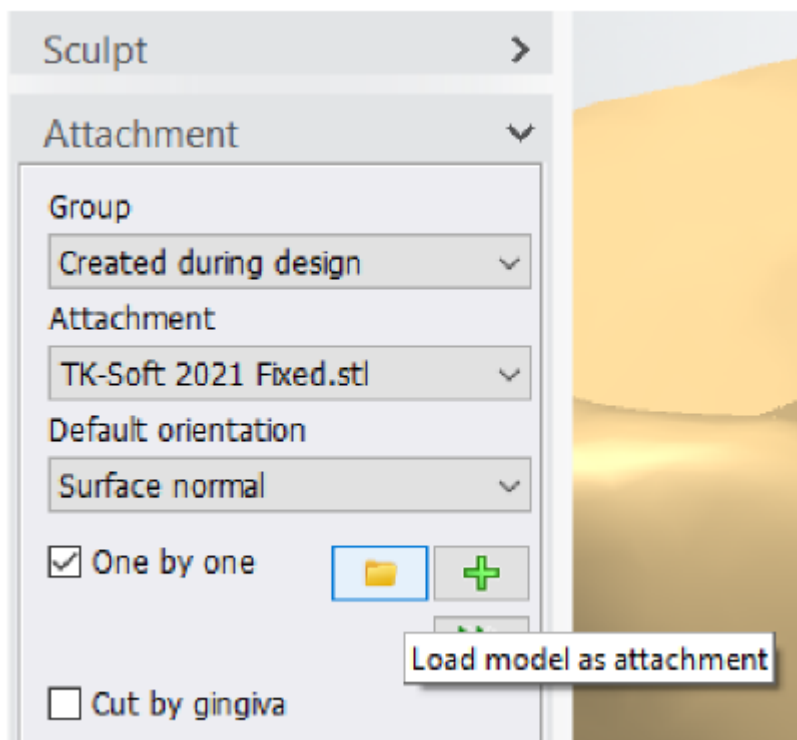 Sculpt
Attachment
Group
Created during design
Attachment
TK-Soft 2021 Fixed.stl
Default orientation
Surface normal
One by one
Load model as attachment
Cut by gingiva